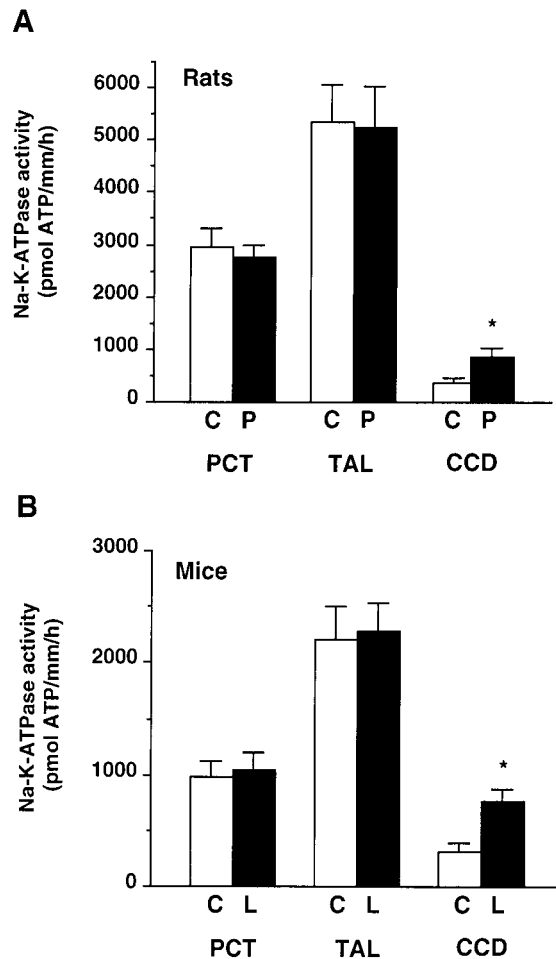 A
Rats
Na-K-ATPase activity
(pmol ATP/mm/h)
6000
5000
4000
3000
2000
1000
0
*
C P C P C P
PCT TAL CCD
B
Mice
Na-K-ATPase activity
(pmol ATP/mm/h)
3000
2000
1000
0
*
C L C L C L
PCT TAL CCD